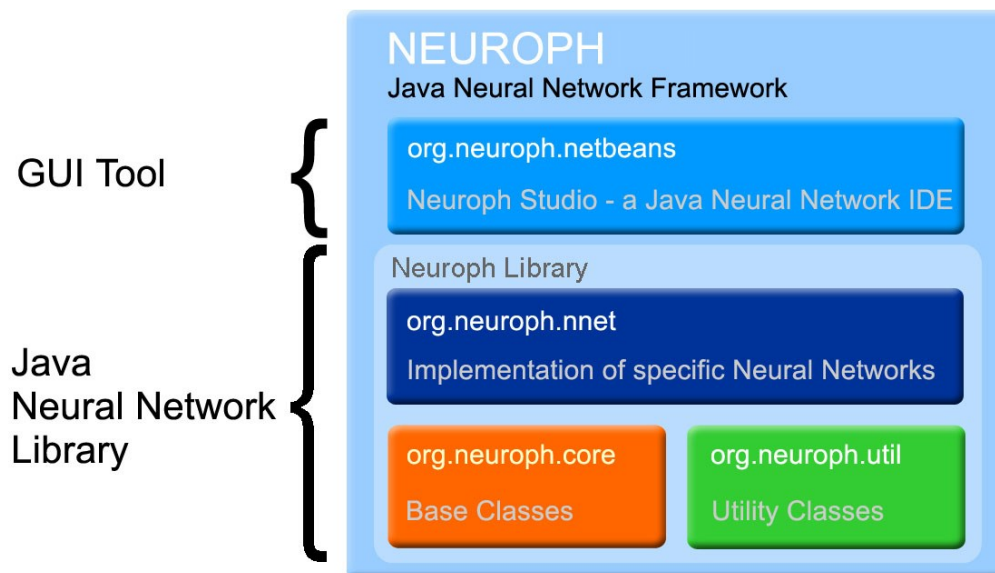 NEUROPH
Java Neural Network Framework
GUI Tool
org.neuroph.netbeans
Neuroph Studio - a Java Neural Network IDE
Java
Neural Network
Library
Neuroph Library
org.neuroph.nnet
Implementation of specific Neural Networks
org.neuroph.core
Base Classes
org.neuroph.util
Utility Classes